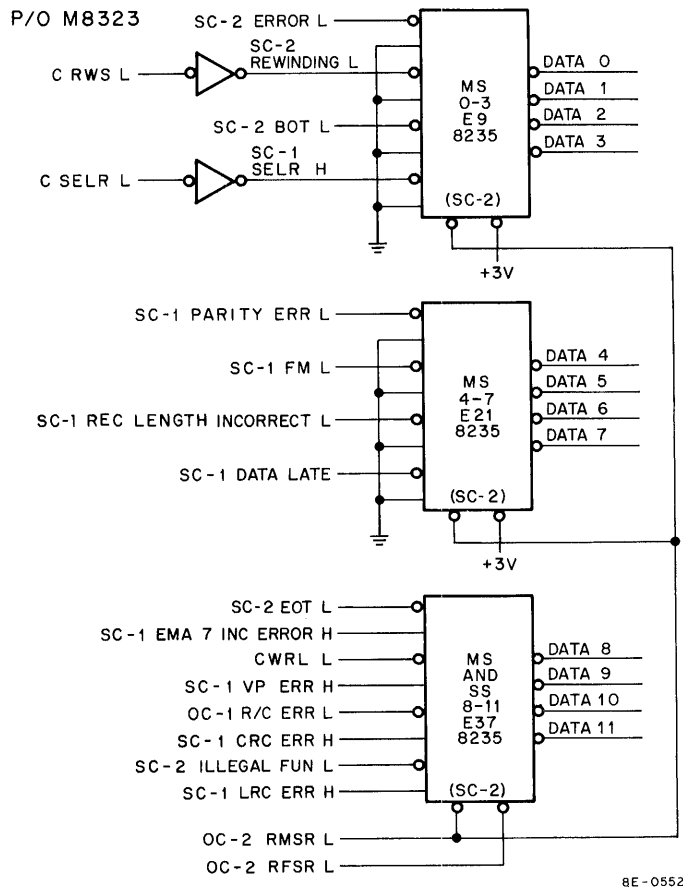 P/O M8323
SC-2 ERROR L
SC-2
REWINDING L
C RWS L
SC-2 BOT L
SC-1
SELR H
C SELR L
MS
0-3
E9
8235
(SC-2)
DATA 0
DATA 1
DATA 2
DATA 3
+3V
SC-1 PARITY ERR L
SC-1 FM L
SC-1 REC LENGTH INCORRECT L
SC-1 DATA LATE
MS
4-7
E21
8235
(SC-2)
DATA 4
DATA 5
DATA 6
DATA 7
+3V
SC-2 EOT L
SC-1 EMA 7 INC ERROR H
CWRL L
SC-1 VP ERR H
OC-1 R/C ERR L
SC-1 CRC ERR H
SC-2 ILLEGAL FUN L
SC-1 LRC ERR H
MS
AND
SS
8-11
E37
8235
(SC-2)
DATA 8
DATA 9
DATA 10
DATA 11
OC-2 RMSR L
OC-2 RFSR L
8E-0552